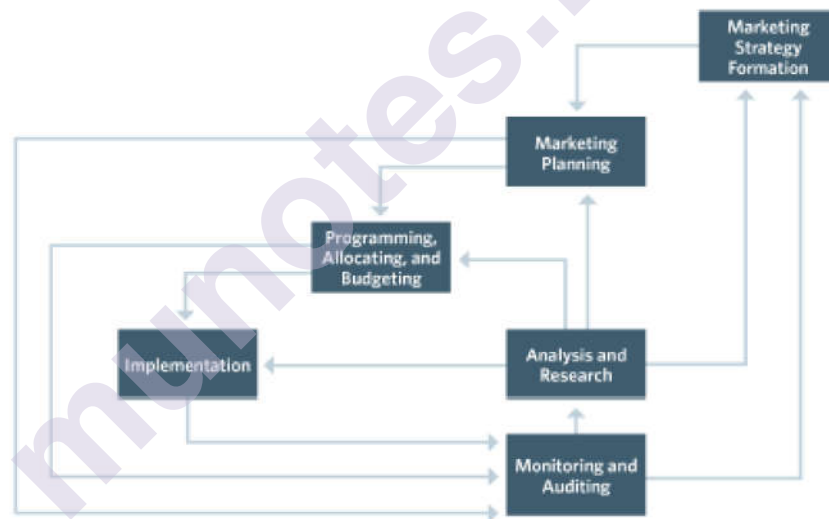 Marketing
Strategy
Formation
Marketing
Planning
Programming,
Allocating, and
Budgeting
Implementation
Analysis and
Research
Monitoring and
Auditing
munotes.